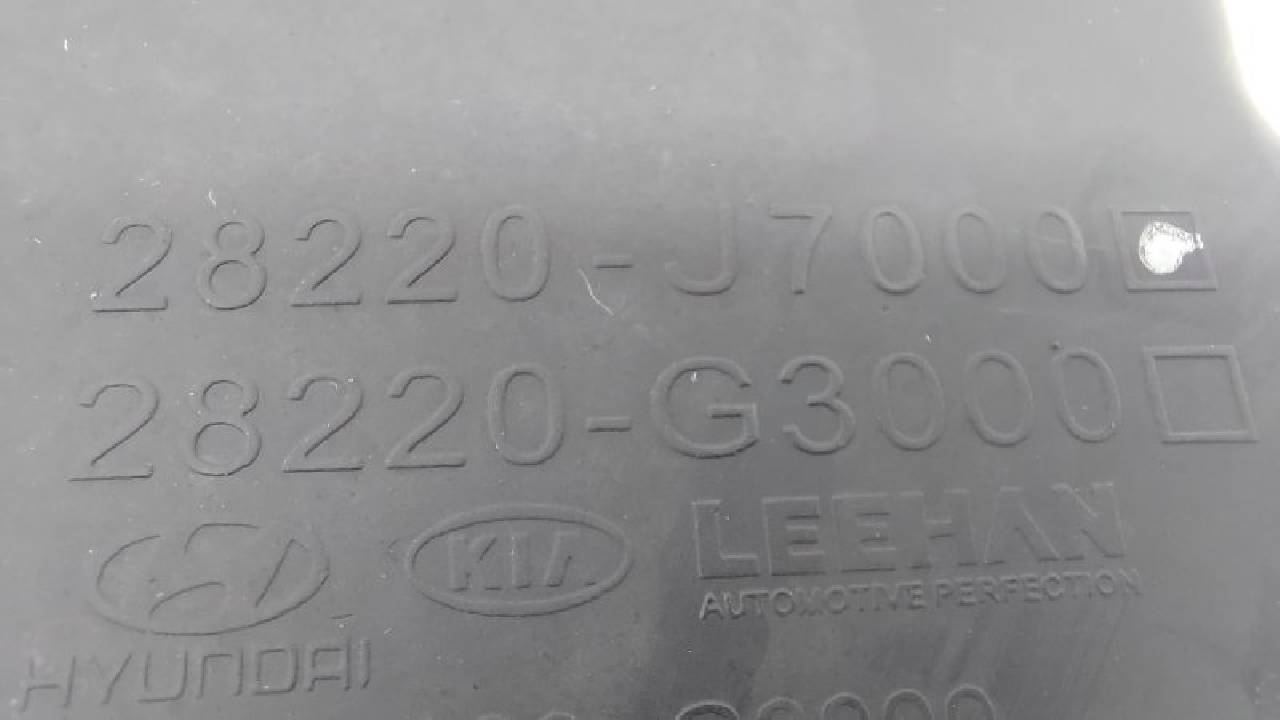 28220-J7000
28220-G3000
KIA LEEHAN
AUTOMOTIVE PERFECTION
HYUNDAI